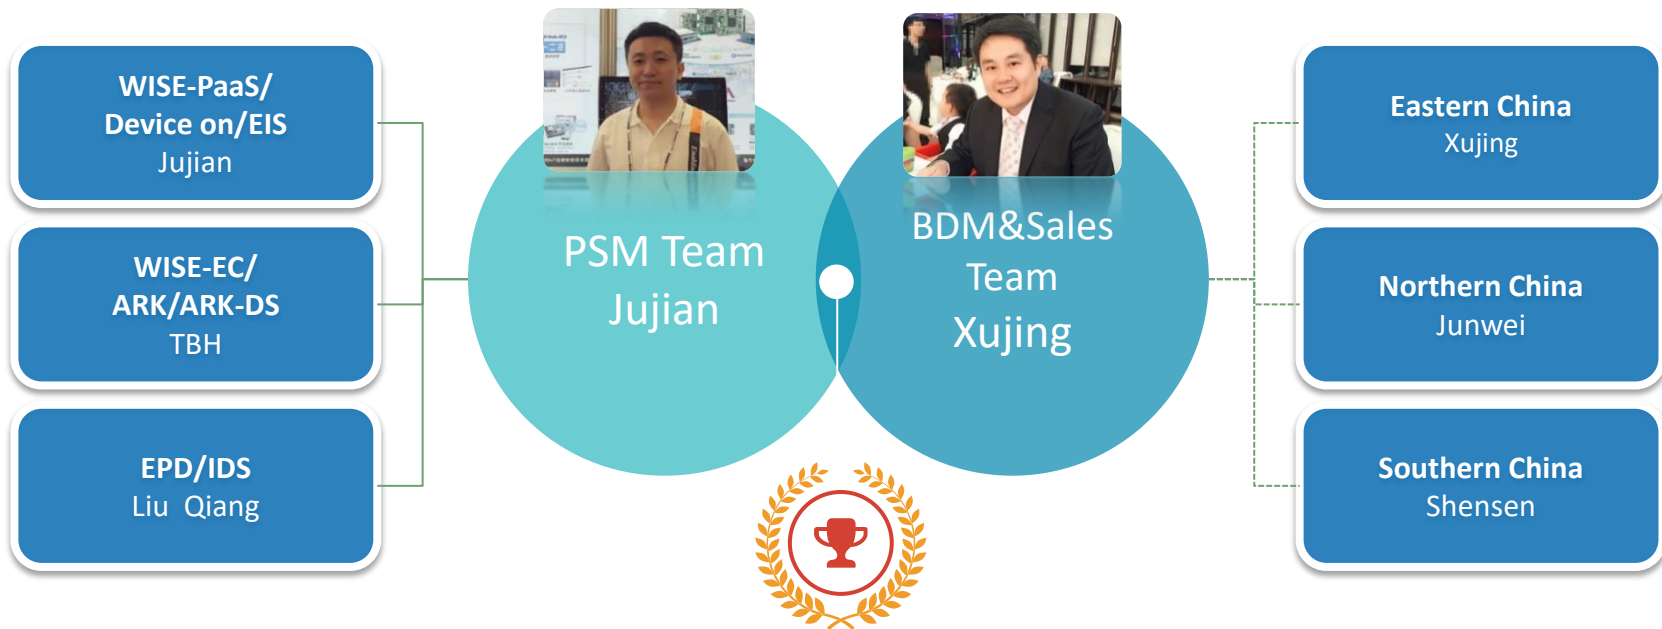 WISE-PaaS/
Device on/EIS
Jujian
WISE-EC/
ARK/ARK-DS
TBH
EPD/IDS
Liu  Qiang
PSM Team
Jujian
BDM&Sales
Team
Xujing
Eastern China
Xujing
Northern China
Junwei
Southern China
Shensen